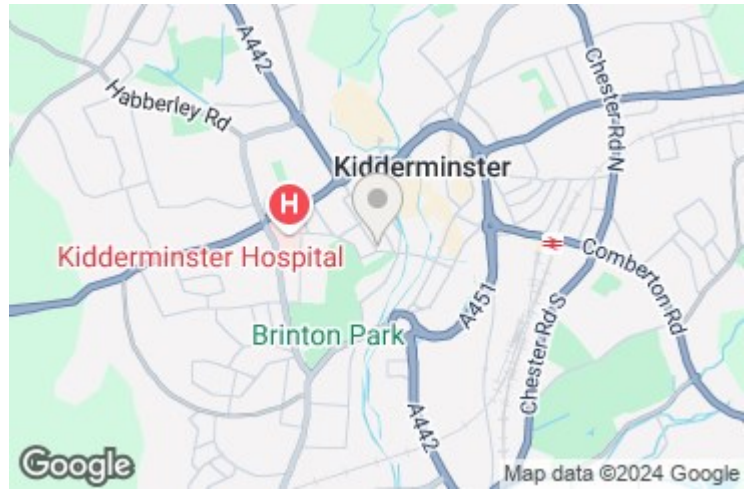 A442
Habberley Rd
Chester Rd N
Kidderminster
H
Kidderminster Hospital
Comberton Rd
A451
Brinton Park
Chester Rd S
A442
Google
Map data ©2024 Google